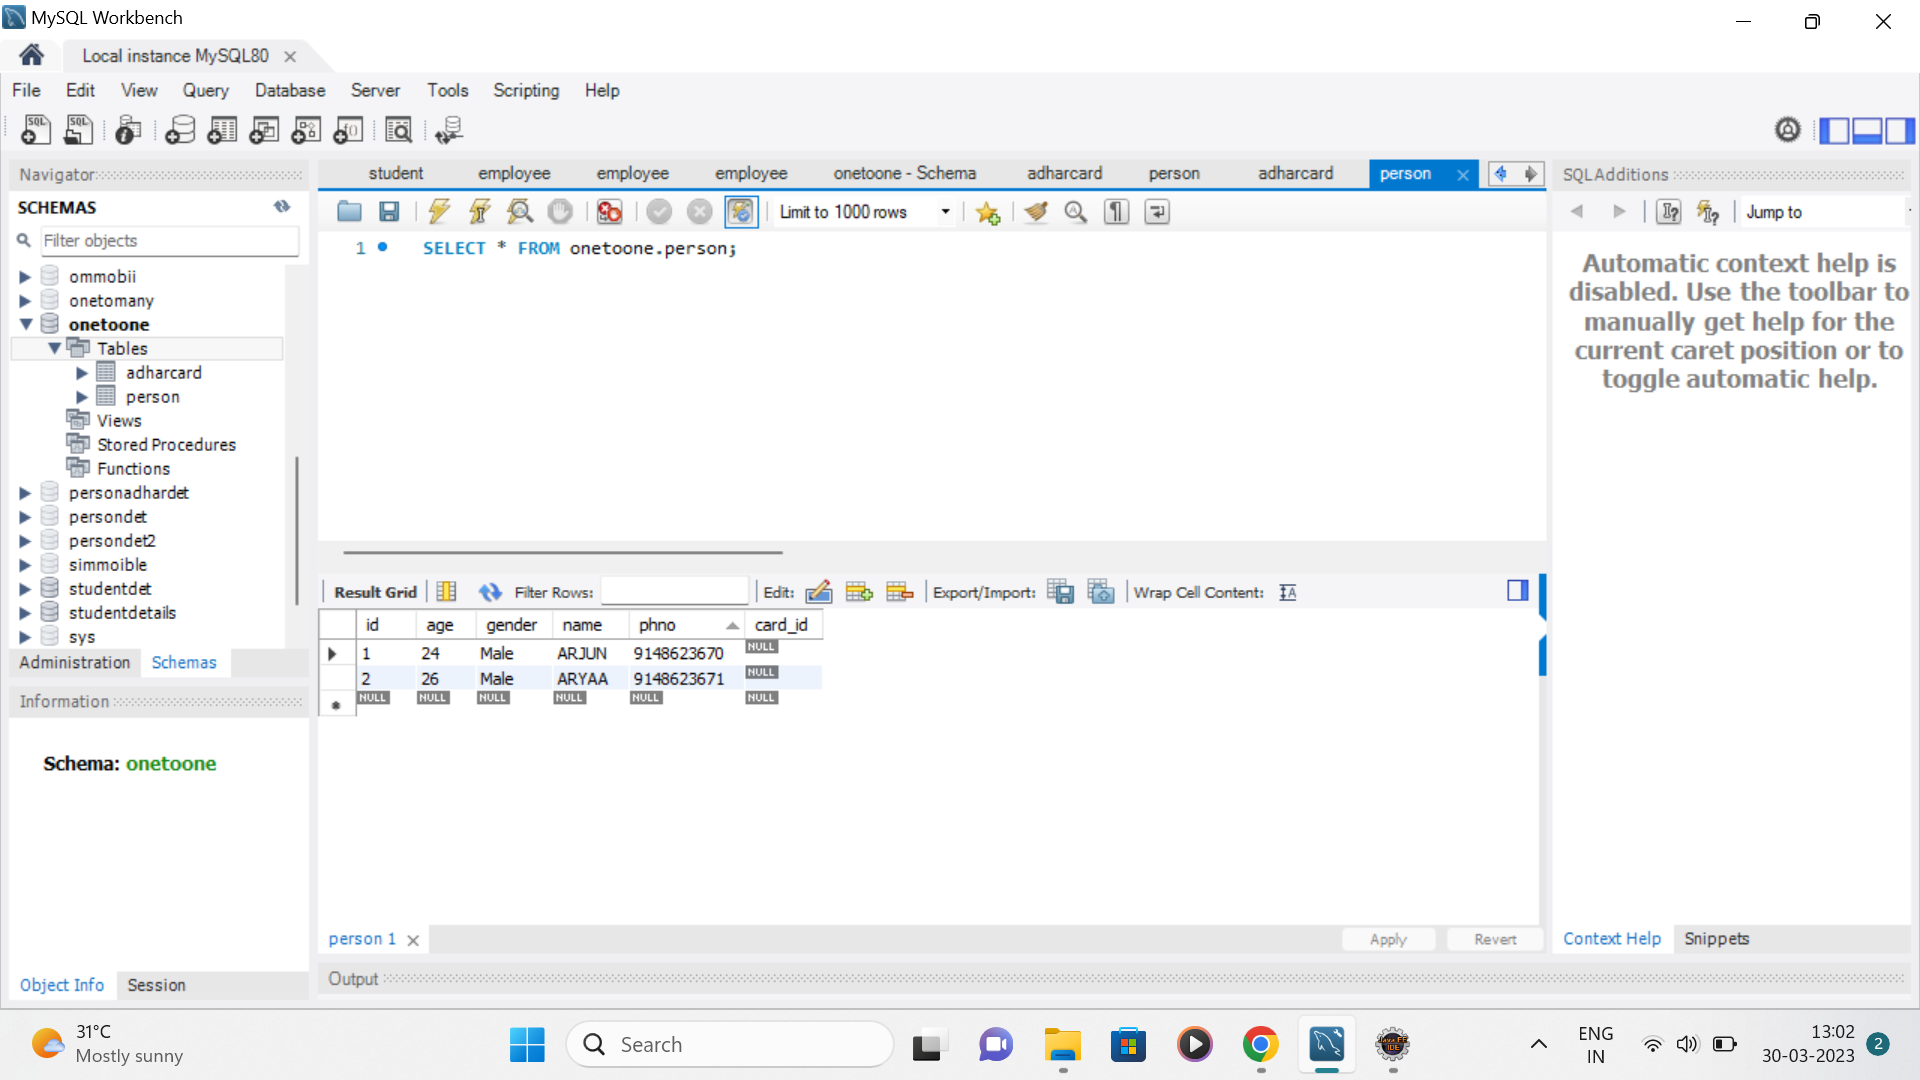 MySQL Workbench
Local instance MySQL80
File Edit View Query Database Server Tools Scripting Help
Navigator
SCHEMAS
Filter objects
ommobii
onetomany
onetoone
Tables
adharcard
person
Views
Stored Procedures
Functions
personadhardet
persondet
persondet2
simmoible
studentdet
studentdetails
sys
Administration Schemas
Information
Schema: onetoone
Object Info Session
student employee employee employee onetoone - Schema adharcard person adharcard person
Limit to 1000 rows
1 SELECT * FROM onetoone.person;
Result Grid Filter Rows: Edit: Export/Import: Wrap Cell Content:
id age gender name phno card_id
1 24 Male ARJUN 9148623670 NULL
2 26 Male ARYAA 9148623671 NULL
NULL NULL NULL NULL NULL NULL
person 1
Apply Revert
Output
SQLAdditions
Jump to
Automatic context help is
disabled. Use the toolbar to
manually get help for the
current caret position or to
toggle automatic help.
Context Help Snippets
31°C
Mostly sunny
Search
ENG
IN
13:02
30-03-2023
2